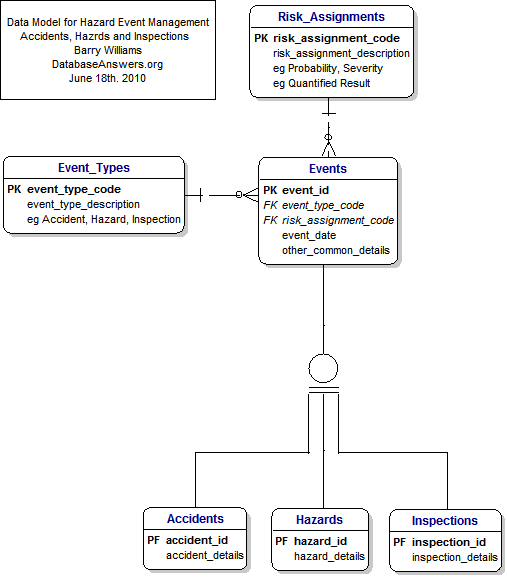 Data Model for Hazard Event Management
Accidents, Hazrds and Inspections
Barry Williams
DatabaseAnswers.org
June 18th. 2010
Risk_Assignments
PK risk_assignment_code
risk_assignment_description
eg Probability, Severity
eg Quantified Result
Event_Types
PK event_type_code
event_type_description
eg Accident, Hazard, Inspection
Events
PK event_id
FK event_type_code
FK risk_assignment_code
event_date
other_common_details
Accidents
PF accident_id
accident_details
Hazards
PF hazard_id
hazard_details
Inspections
PF inspection_id
inspection_details